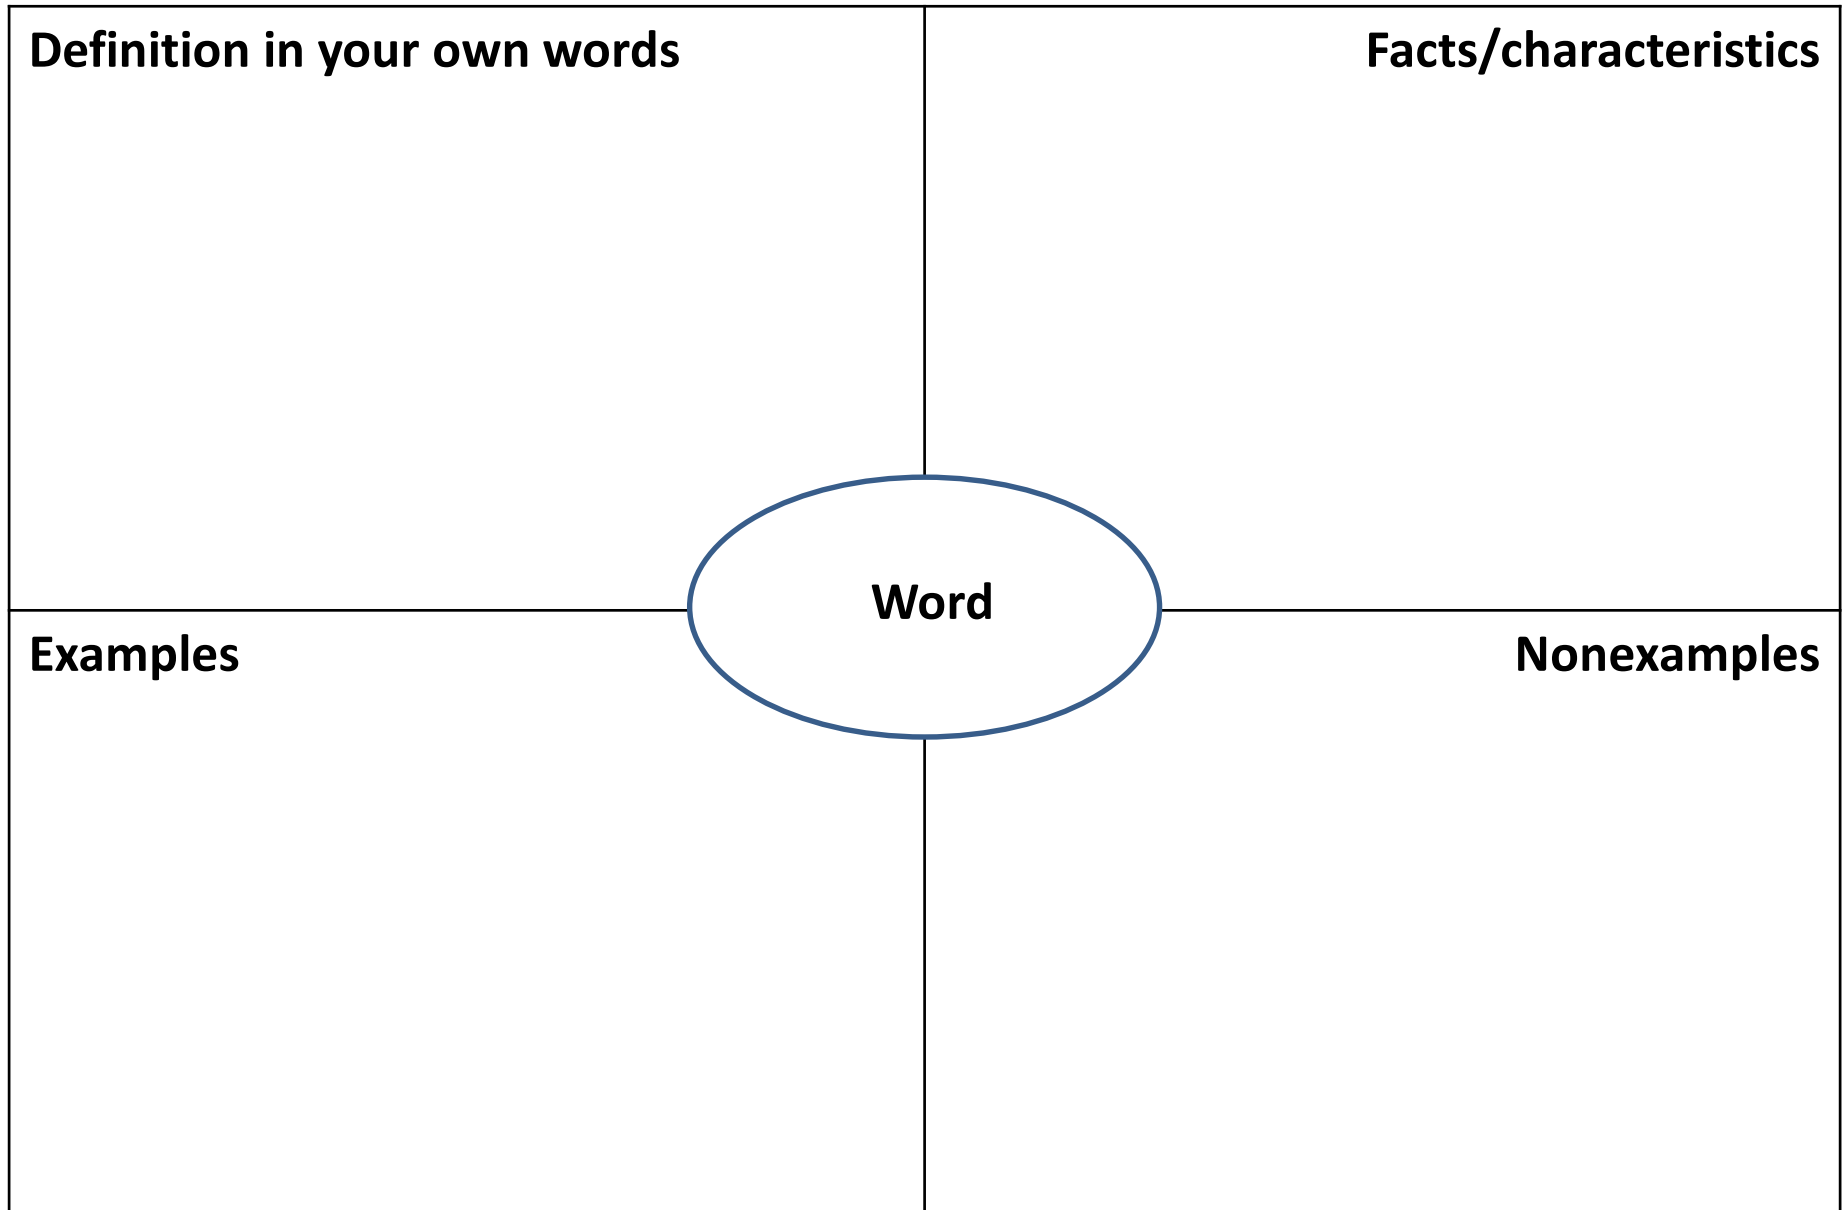 Definition in your own words
Facts/characteristics
Word
Examples
Nonexamples